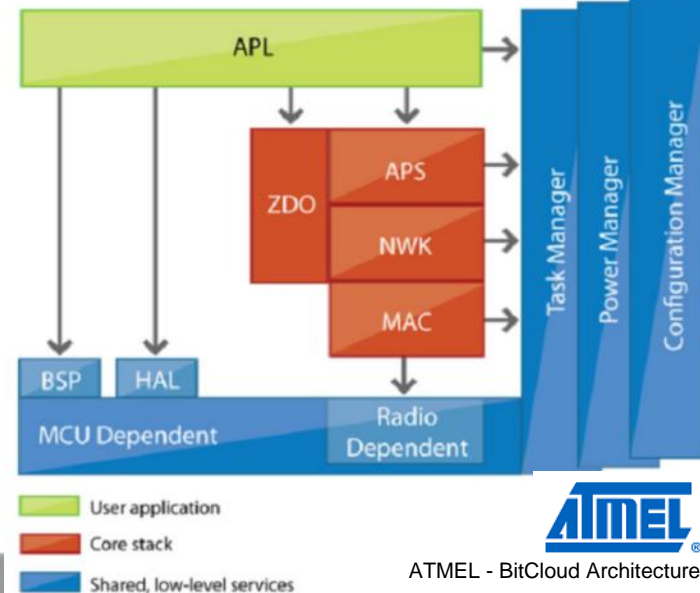 APL
ZDO
APS
NWK
MAC
BSP
HAL
MCU Dependent
Radio
Dependent
Task Manager
Power Manager
Configuration Manager
User application
Core stack
Shared, low-level services
ATMEL®
ATMEL - BitCloud Architecture